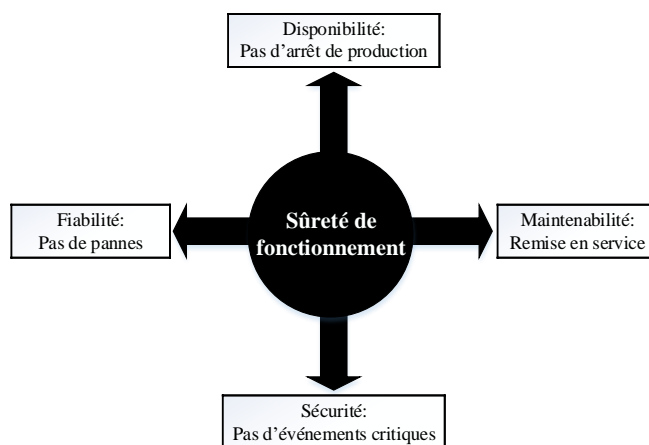 Disponibilité:
Pas d'arrêt de production
Fiabilité:
Pas de pannes
Sûreté de
fonctionnement
Maintenabilité:
Remise en service
Sécurité:
Pas d'événements critiques